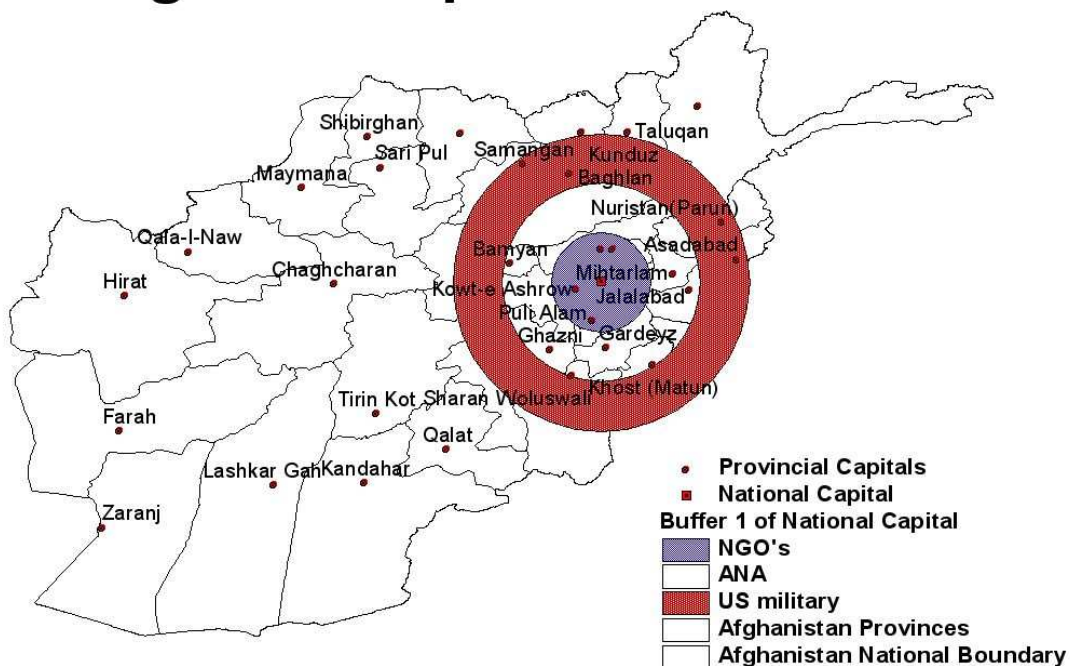 Shibirghan
Taluqan
Samangan
Kunduz
Sari Pul
Maymana
Baghlan
Nuristan(Parun)
Qala-I-Naw
Bamyan
Asadabad
Chaghcharan
Mihtarlam
Hirat
Kowt-e Ashrow
Jalalabad
Puli Alam
Ghazni
Gardeyz
Khost (Matun)
Tirin Kot
Sharan Woluswali
Farah
Qalat
Lashkar Gah
Kandahar
Zaranj
Provincial Capitals
National Capital
Buffer 1 of National Capital
NGO's
ANA
US military
Afghanistan Provinces
Afghanistan National Boundary